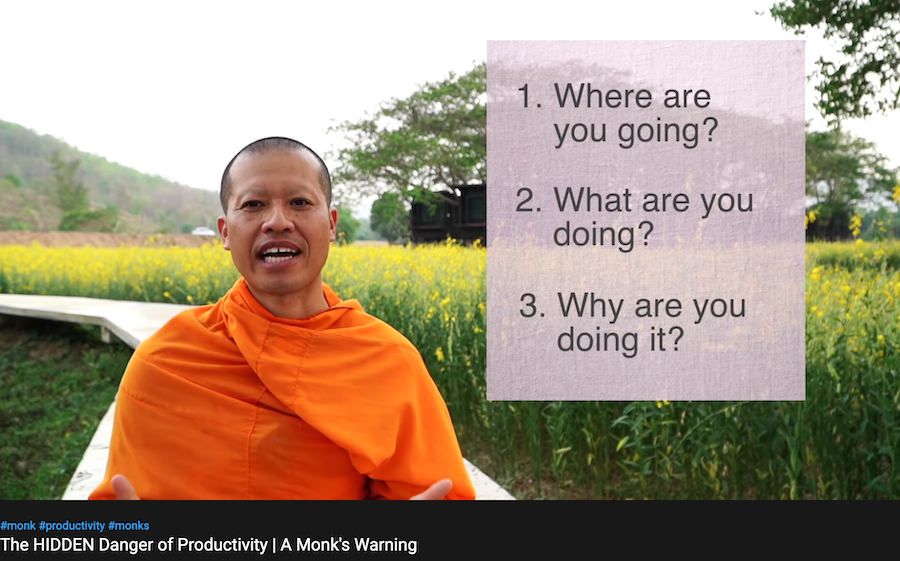 1. Where are
you going?
2. What are you
doing?
3. Why are you
doing it?
#monk #productivity #monks
The HIDDEN Danger of Productivity | A Monk's Warning